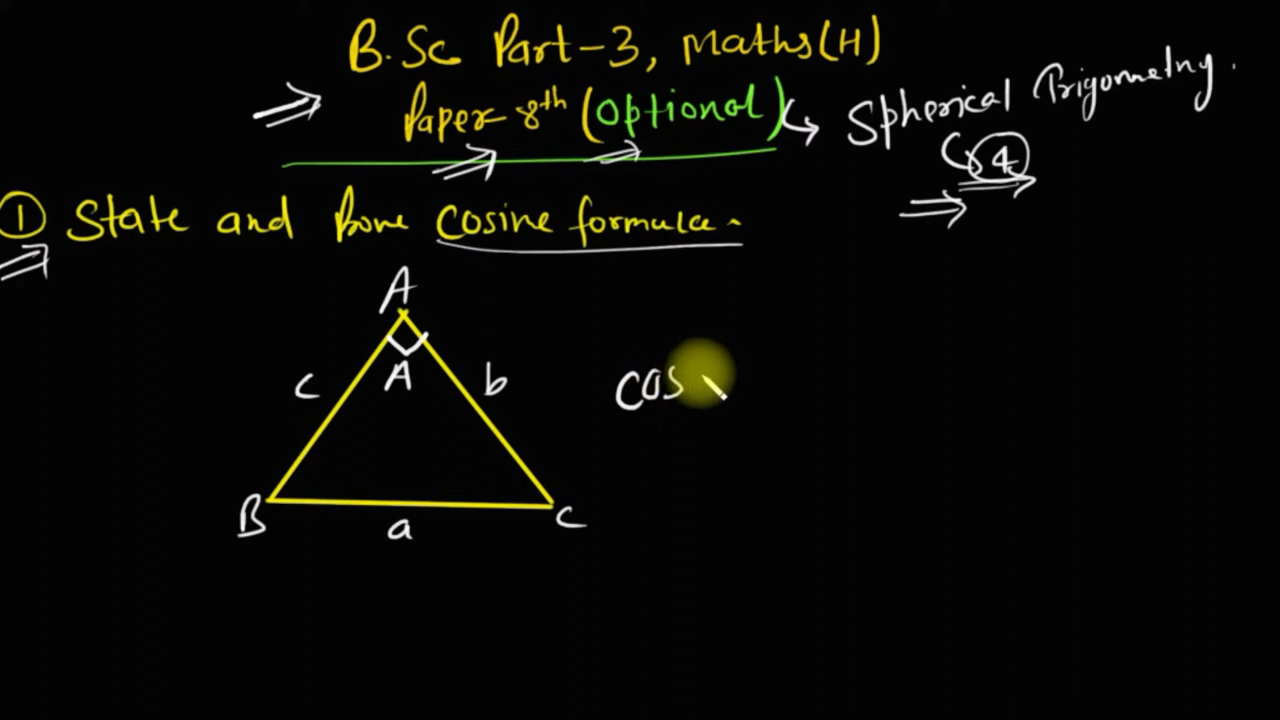 B.Sc Part-3, Maths(H)
Paper-8th (Optional) Spherical Trigonometry.
4
① State and Prove Cosine formula.
A
c A b
cos
B a C